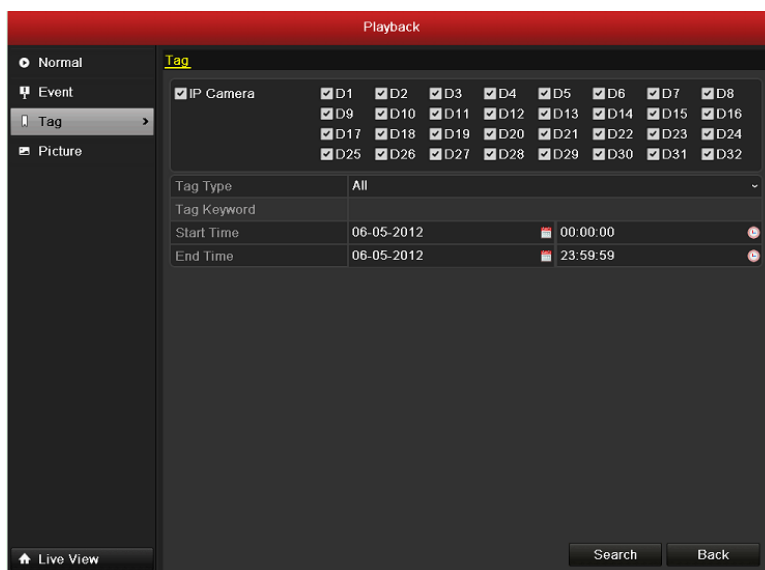 Playback
Normal
Event
Tag
Picture
Live View
Tag
IP Camera D1 D2 D3 D4 D5 D6 D7 D8
D9 D10 D11 D12 D13 D14 D15 D16
D17 D18 D19 D20 D21 D22 D23 D24
D25 D26 D27 D28 D29 D30 D31 D32
Tag Type All
Tag Keyword
Start Time 06-05-2012 00:00:00
End Time 06-05-2012 23:59:59
Search Back